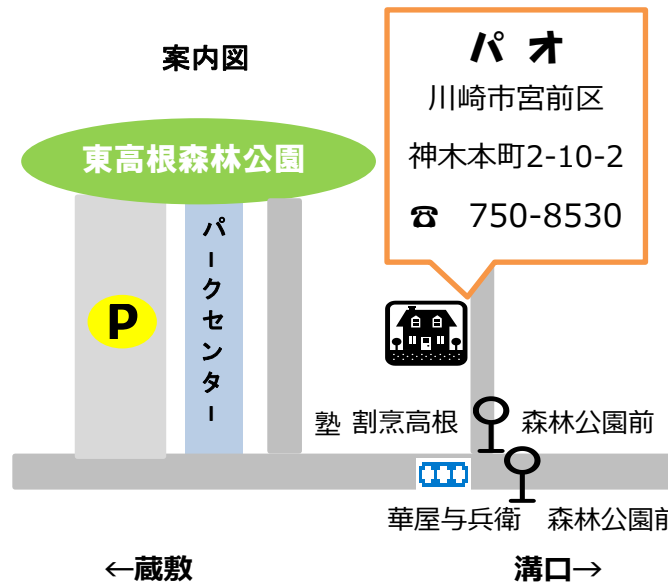 案内図
パオ
川崎市宮前区
神木本町2-10-2
☎ 750-8530
東高根森林公園
P
パークセンター
塾 割烹高根
森林公園前
華屋与兵衛
森林公園前
←蔵敷
溝口→